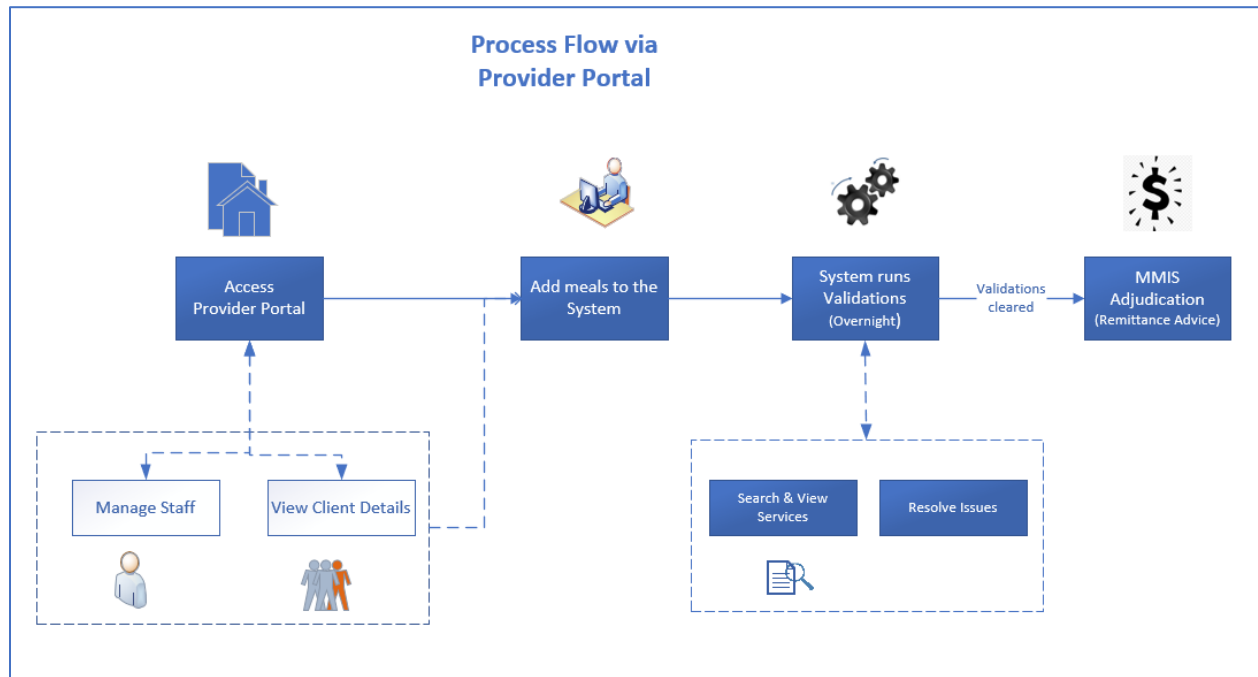 Process Flow via
Provider Portal
Access
Provider Portal
Add meals to the
System
System runs
Validations
(Overnight)
Validations
cleared
MMIS
Adjudication
(Remittance Advice)
Manage Staff
View Client Details
Search & View
Services
Resolve Issues